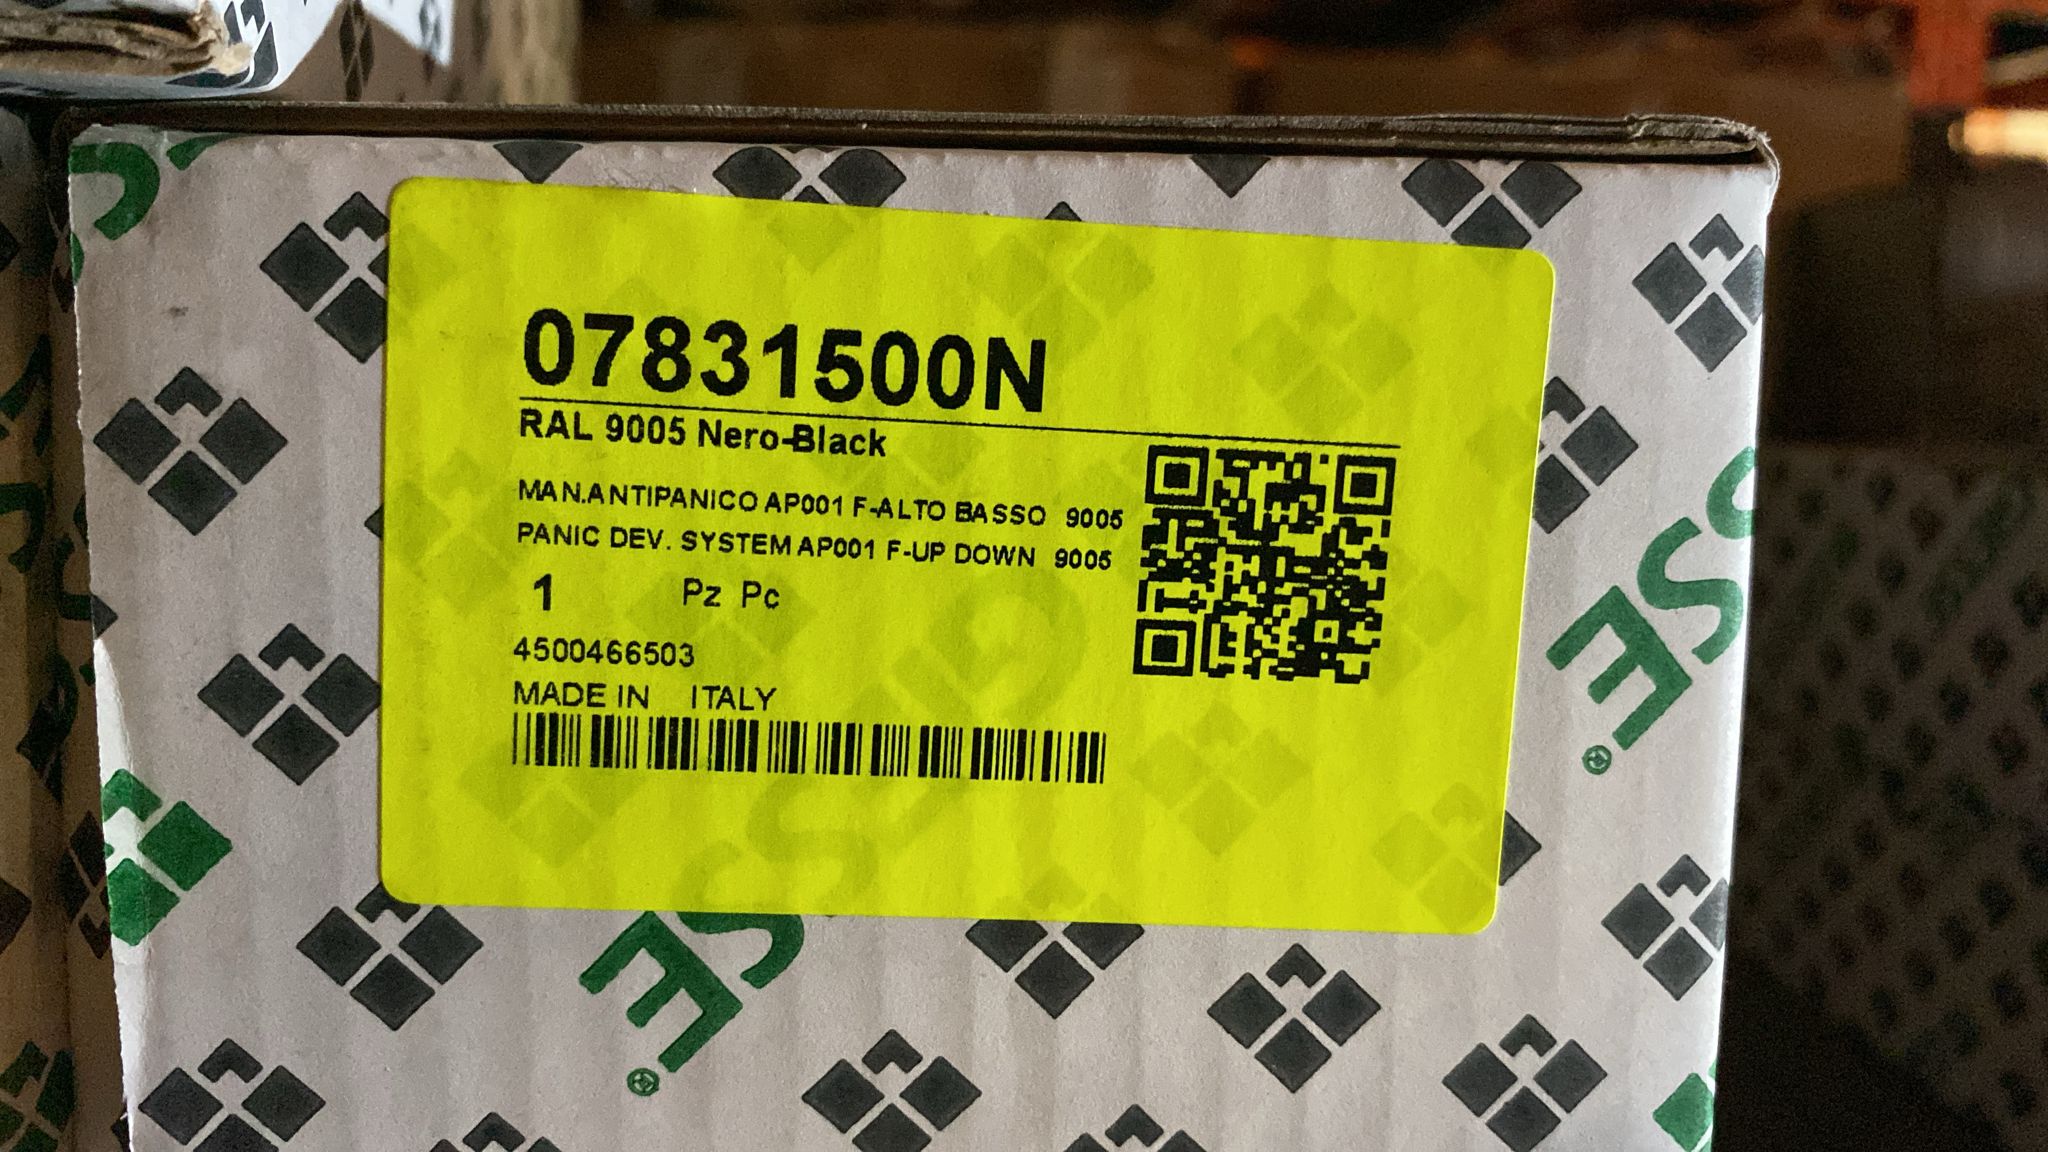 07831500N
RAL 9005 Nero-Black
MAN.ANTIPANICO AP001 F-ALTO BASSO 9005
PANIC DEV. SYSTEM AP001 F-UP DOWN 9005
1 Pz Pc
4500466503
MADE IN ITALY